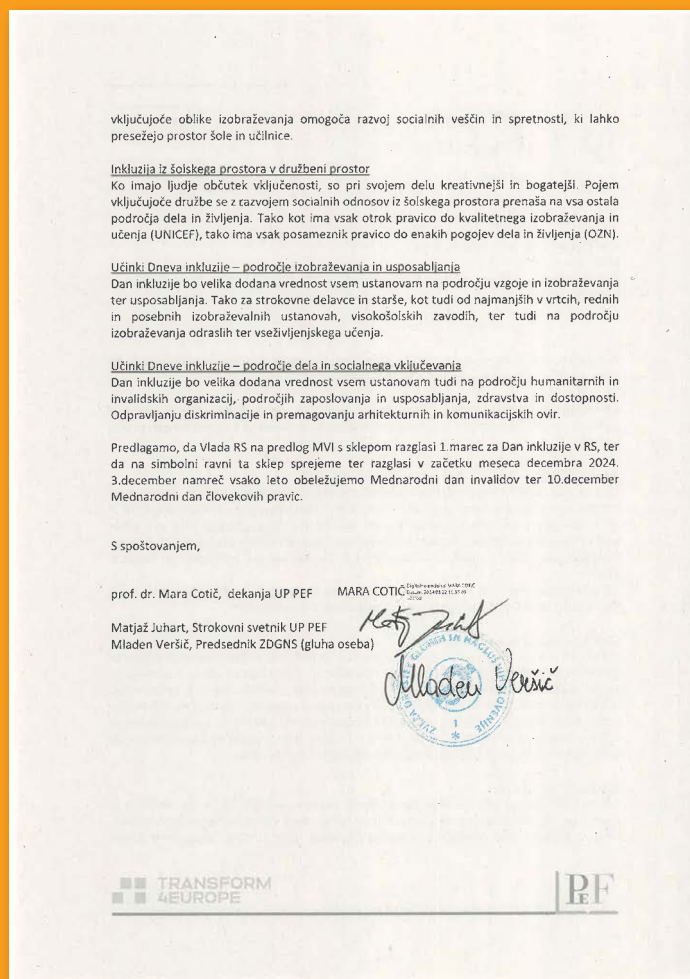 vključujoče oblike izobraževanja omogoča razvoj socialnih veščin in spretnosti, ki lahko
presežejo prostor šole in učilnice.
Inkluzija iz šolskega prostora v družbeni prostor
Ko imajo ljudje občutek vključenosti, so pri svojem delu kreativnejši in bogatejši. Pojem
vključujoče družbe se z razvojem socialnih odnosov iz šolskega prostora prenaša na vsa ostala
področja dela in življenja. Tako kot ima vsak otrok pravico do kvalitetnega izobraževanja in
učenja (UNICEF), tako ima vsak posameznik pravico do enakih pogojev dela in življenja (OZN).
Učinki Dneva inkluzije – področje izobraževanja in usposabljanja
Dan inkluzije bo velika dodana vrednost vsem ustanovam na področju vzgoje in izobraževanja
ter usposabljanja. Tako za strokovne delavce in starše, kot tudi od najmanjših v vrtcih, rednih
in posebnih izobraževalnih ustanovah, visokošolskih zavodih, ter tudi na področju
izobraževanja odraslih ter vseživljenjskega učenja.
Učinki Dneve inkluzije – področje dela in socialnega vključevanja
Dan inkluzije bo velika dodana vrednost vsem ustanovam tudi na področju humanitarnih in
invalidskih organizacij, področjih zaposlovanja in usposabljanja, zdravstva in dostopnosti.
Odpravljanju diskriminacije in premagovanju arhitekturnih in komunikacijskih ovir.
Predlagamo, da Vlada RS na predlog MVI s sklepom razglasi 1.marec za Dan inkluzije v RS, ter
da na simbolni ravni ta sklep sprejeme ter razglasi v začetku meseca decembra 2024.
3.december namreč vsako leto obeležujemo Mednarodni dan invalidov ter 10.december
Mednarodni dan človekovih pravic.
S spoštovanjem,
prof. dr. Mara Cotič, dekanja UP PEF MARA COTIČ
Matjaž Juhart, Strokovni svetnik UP PEF
Mladen Veršič, Predsednik ZDGNS (gluha oseba)
Mladen Veršič
TRANSFORM
4EUROPE
PEF